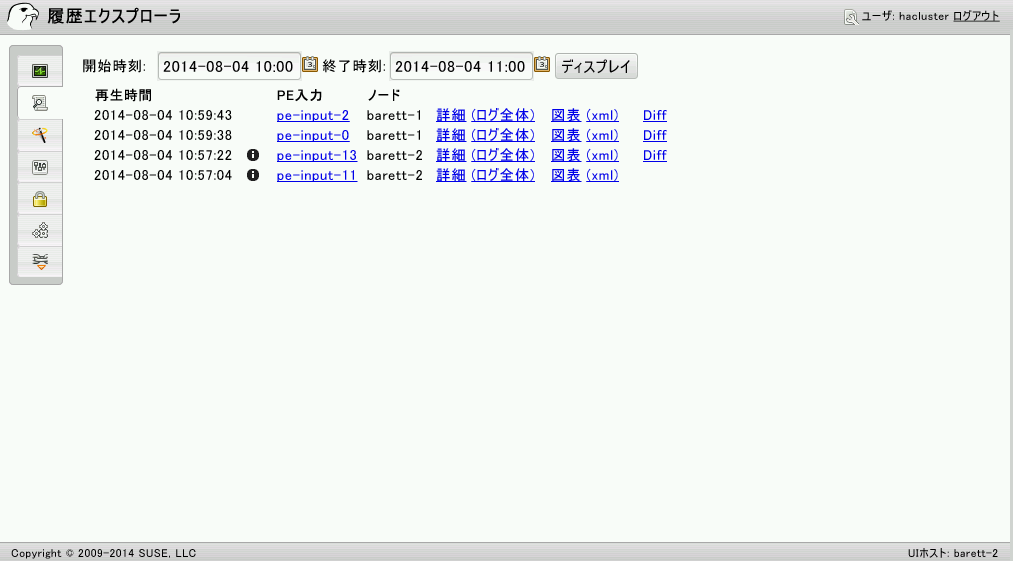 履歴エクスプローラ
ユーザ: hacluster ログアウト
開始時刻: 2014-08-04 10:00 終了時刻: 2014-08-04 11:00 ディスプレイ
再生時間 PE入力 ノード
2014-08-04 10:59:43 pe-input-2 barett-1 詳細 (ログ全体) 図表 (xml) Diff
2014-08-04 10:59:38 pe-input-0 barett-1 詳細 (ログ全体) 図表 (xml) Diff
2014-08-04 10:57:22 pe-input-13 barett-2 詳細 (ログ全体) 図表 (xml) Diff
2014-08-04 10:57:04 pe-input-11 barett-2 詳細 (ログ全体) 図表 (xml)
Copyright © 2009-2014 SUSE, LLC
UIホスト: barett-2